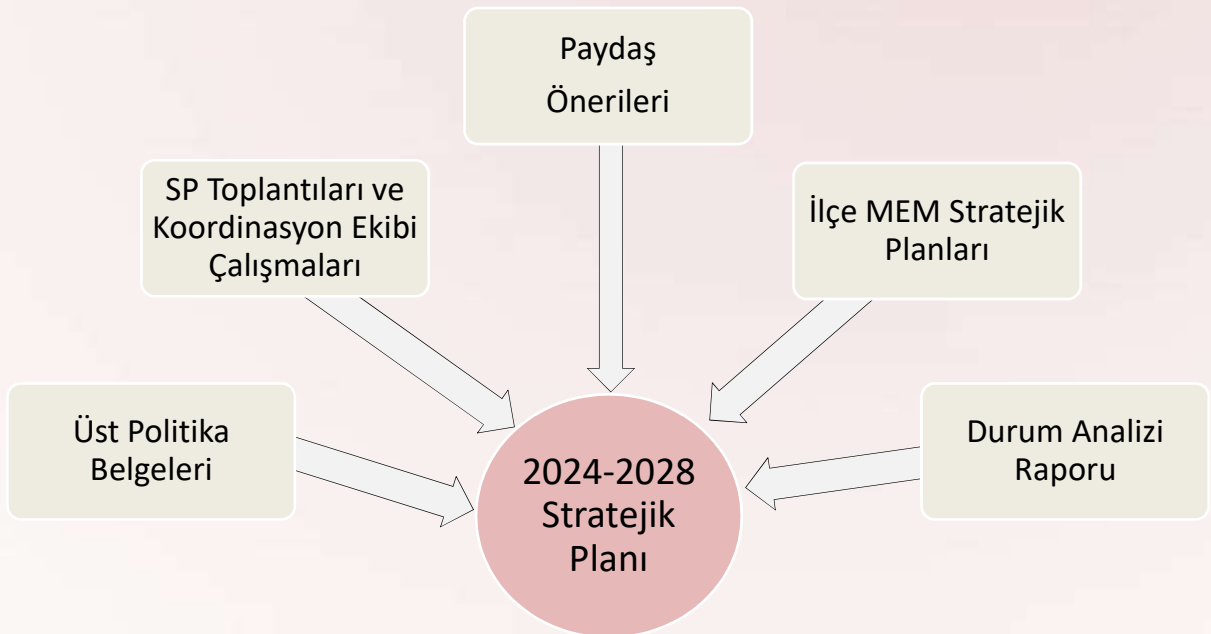 Paydaş
Önerileri
SP Toplantıları ve
Koordinasyon Ekibi
Çalışmaları
İlçe MEM Stratejik
Planları
Üst Politika
Belgeleri
2024-2028
Stratejik
Planı
Durum Analizi
Raporu